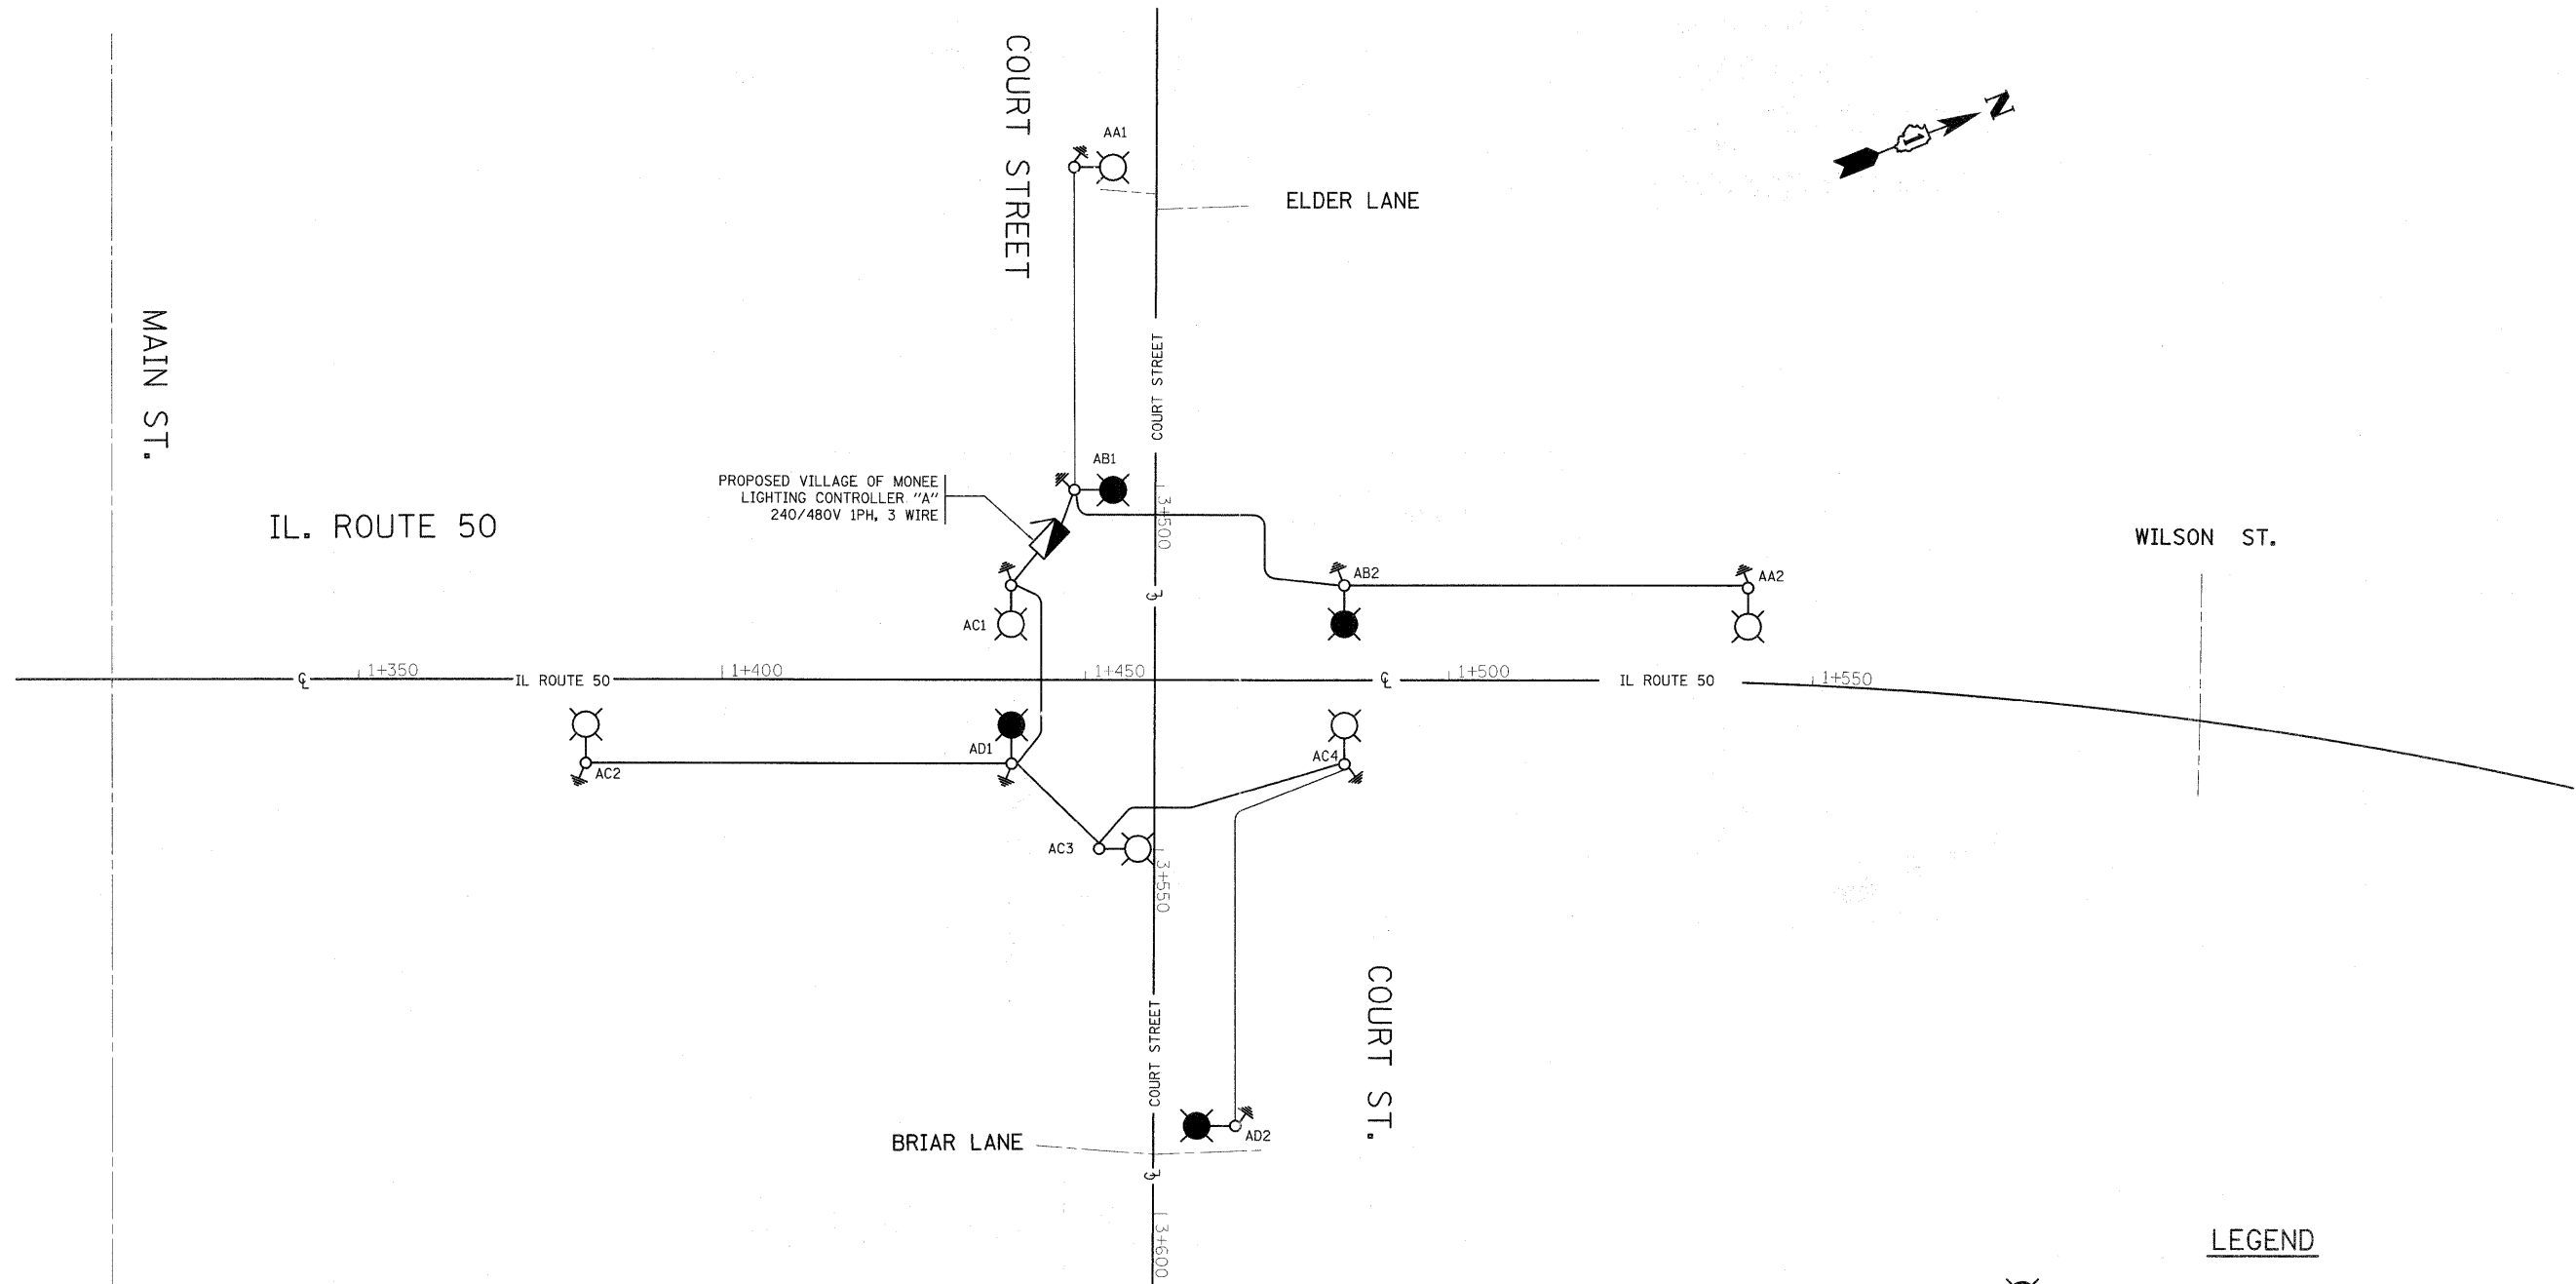 COURT STREET
AA1
N
1
ELDER LANE
MAIN ST.
COURT STREET
AB1
PROPOSED VILLAGE OF MONEE
LIGHTING CONTROLLER "A"
240/480V 1PH, 3 WIRE
3+500
IL. ROUTE 50
WILSON ST.
AB2
AA2
AC1
℄
1+350
IL ROUTE 50
1+400
1+450
℄
1+500
IL ROUTE 50
1+550
℄
AC2
AD1
AC4
AC3
3+550
COURT ST.
COURT STREET
BRIAR LANE
AD2
℄
3+600
LEGEND